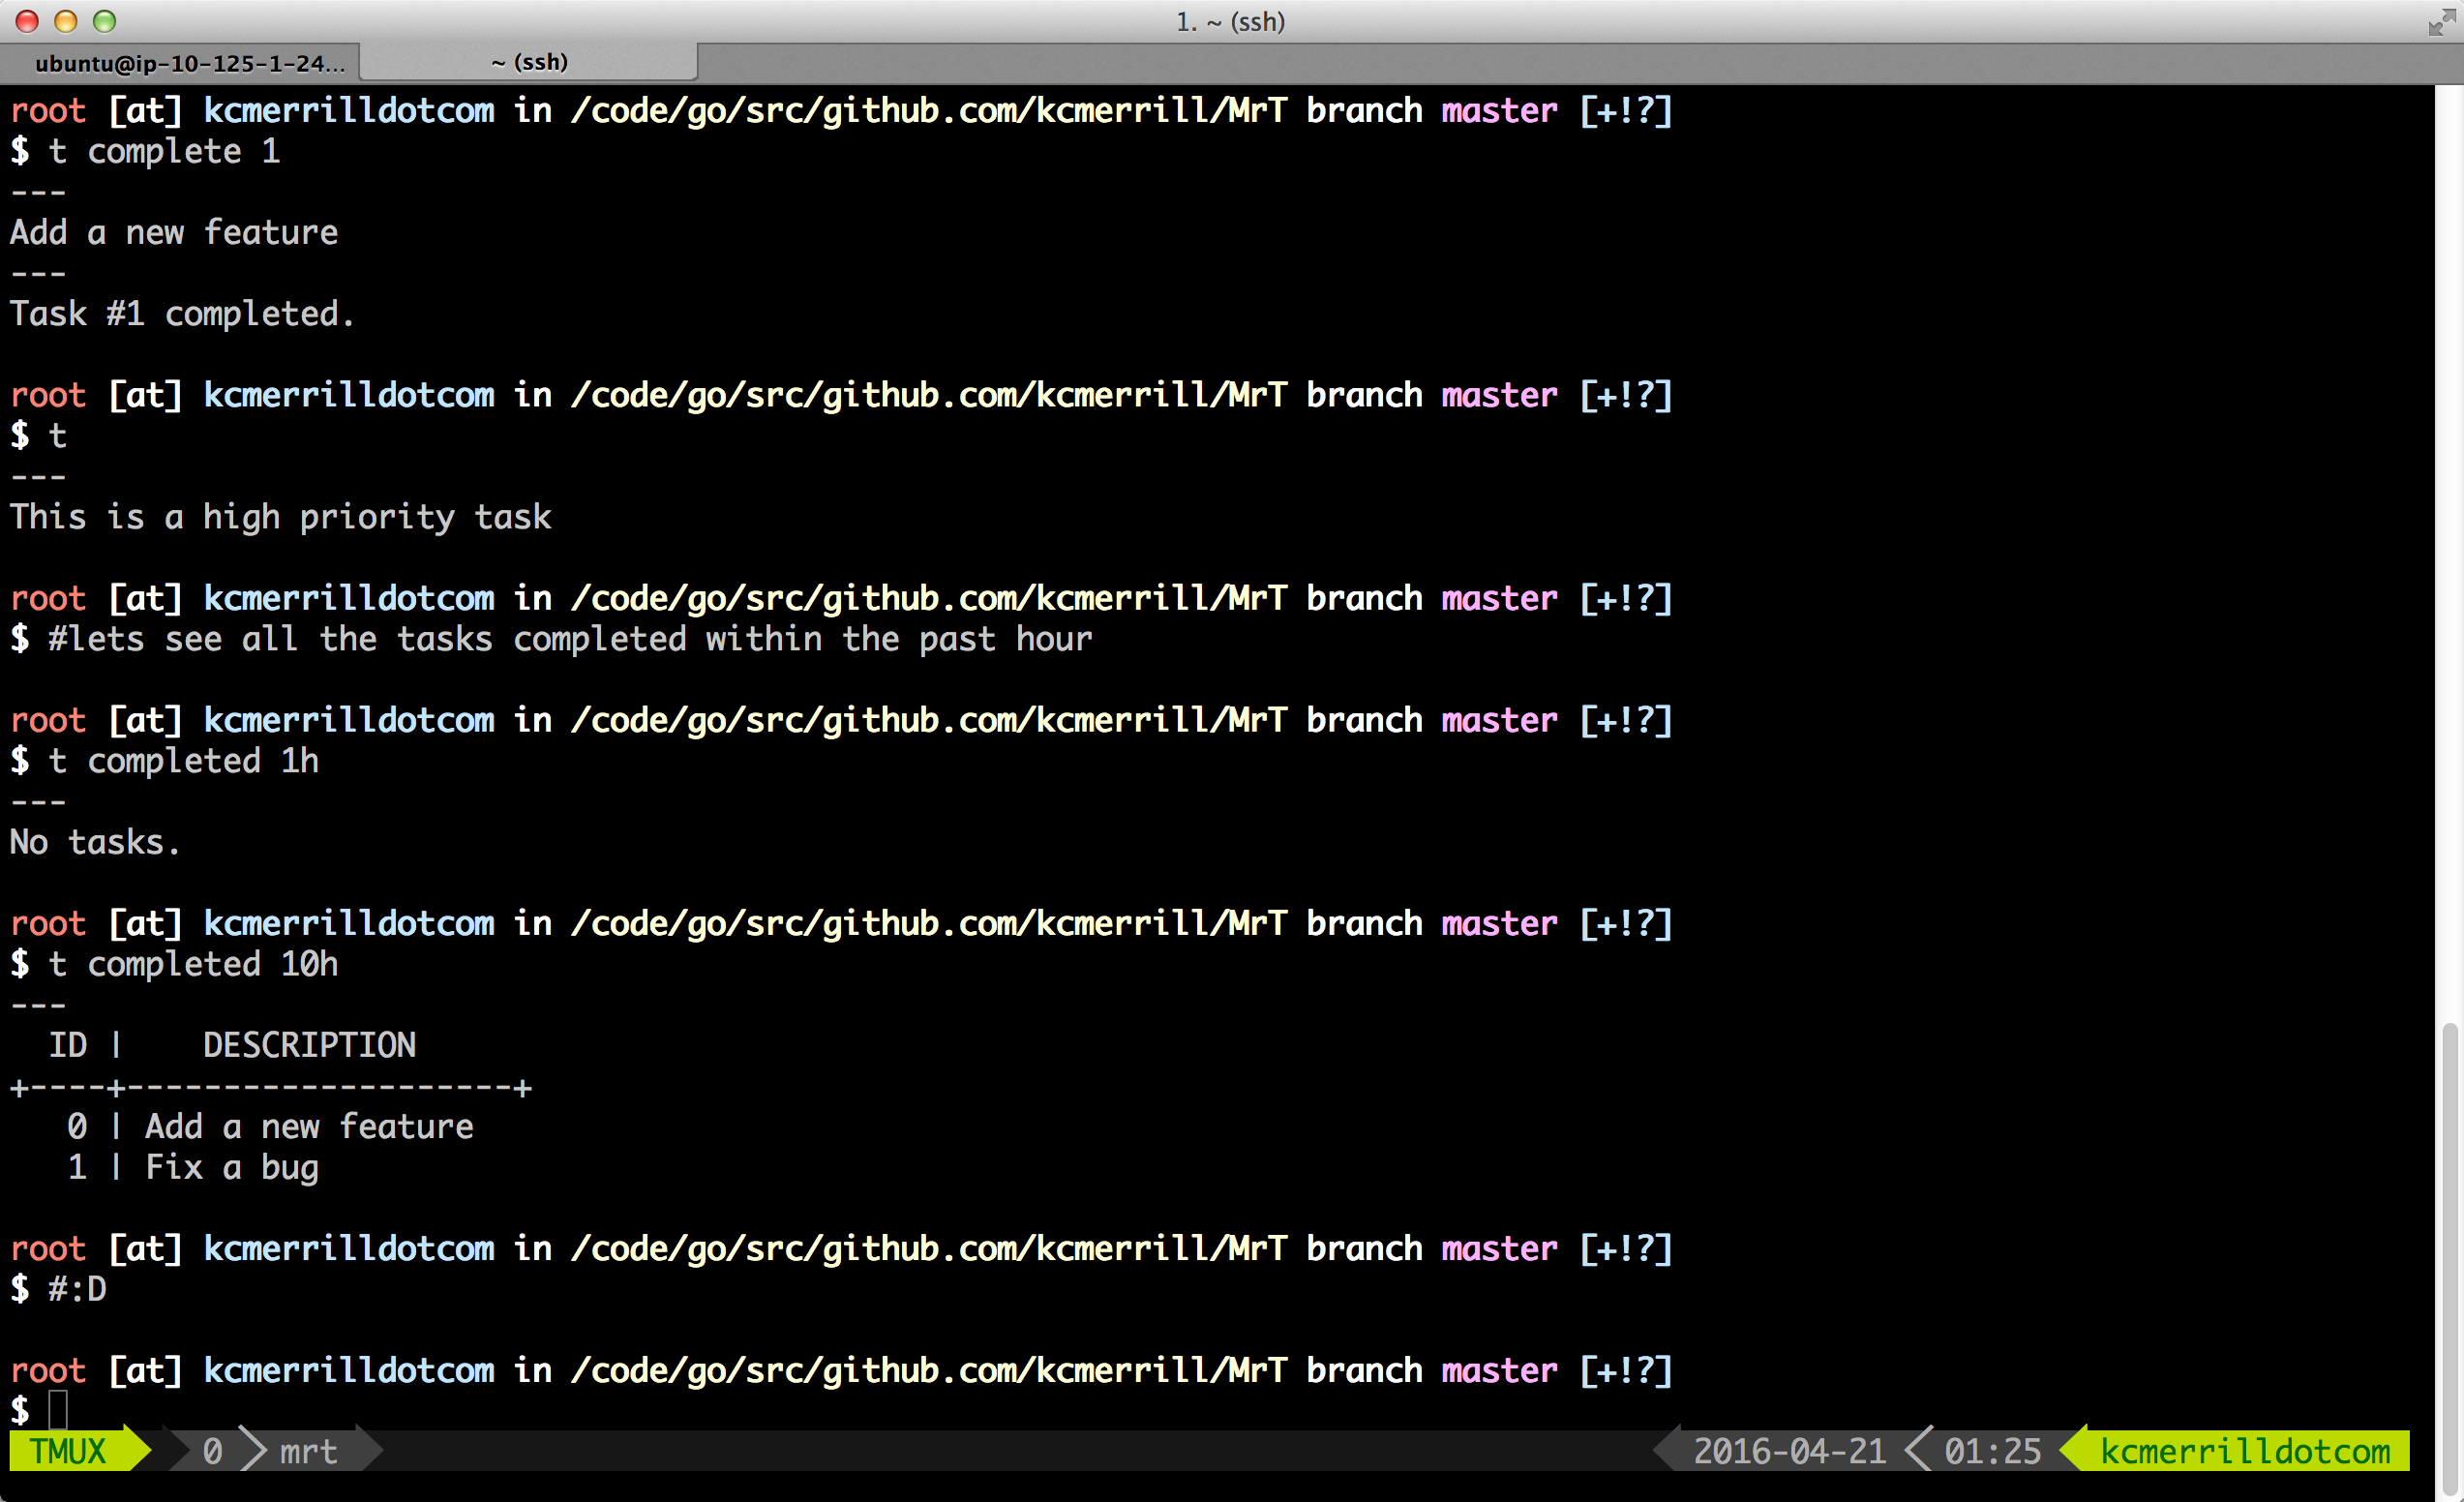 1. ~ (ssh)
ubuntu@ip-10-125-1-24... ~ (ssh)
root [at] kcmerrilldotcom in /code/go/src/github.com/kcmerrill/MrT branch master [+!?]
$ t complete 1
---
Add a new feature
---
Task #1 completed.
root [at] kcmerrilldotcom in /code/go/src/github.com/kcmerrill/MrT branch master [+!?]
$ t
---
This is a high priority task
root [at] kcmerrilldotcom in /code/go/src/github.com/kcmerrill/MrT branch master [+!?]
$ #lets see all the tasks completed within the past hour
root [at] kcmerrilldotcom in /code/go/src/github.com/kcmerrill/MrT branch master [+!?]
$ t completed 1h
---
No tasks.
root [at] kcmerrilldotcom in /code/go/src/github.com/kcmerrill/MrT branch master [+!?]
$ t completed 10h
---
  ID |    DESCRIPTION
+----+--------------------+
   0 | Add a new feature
   1 | Fix a bug
root [at] kcmerrilldotcom in /code/go/src/github.com/kcmerrill/MrT branch master [+!?]
$ #:D
root [at] kcmerrilldotcom in /code/go/src/github.com/kcmerrill/MrT branch master [+!?]
$
TMUX 0 mrt 2016-04-21 01:25 kcmerrilldotcom